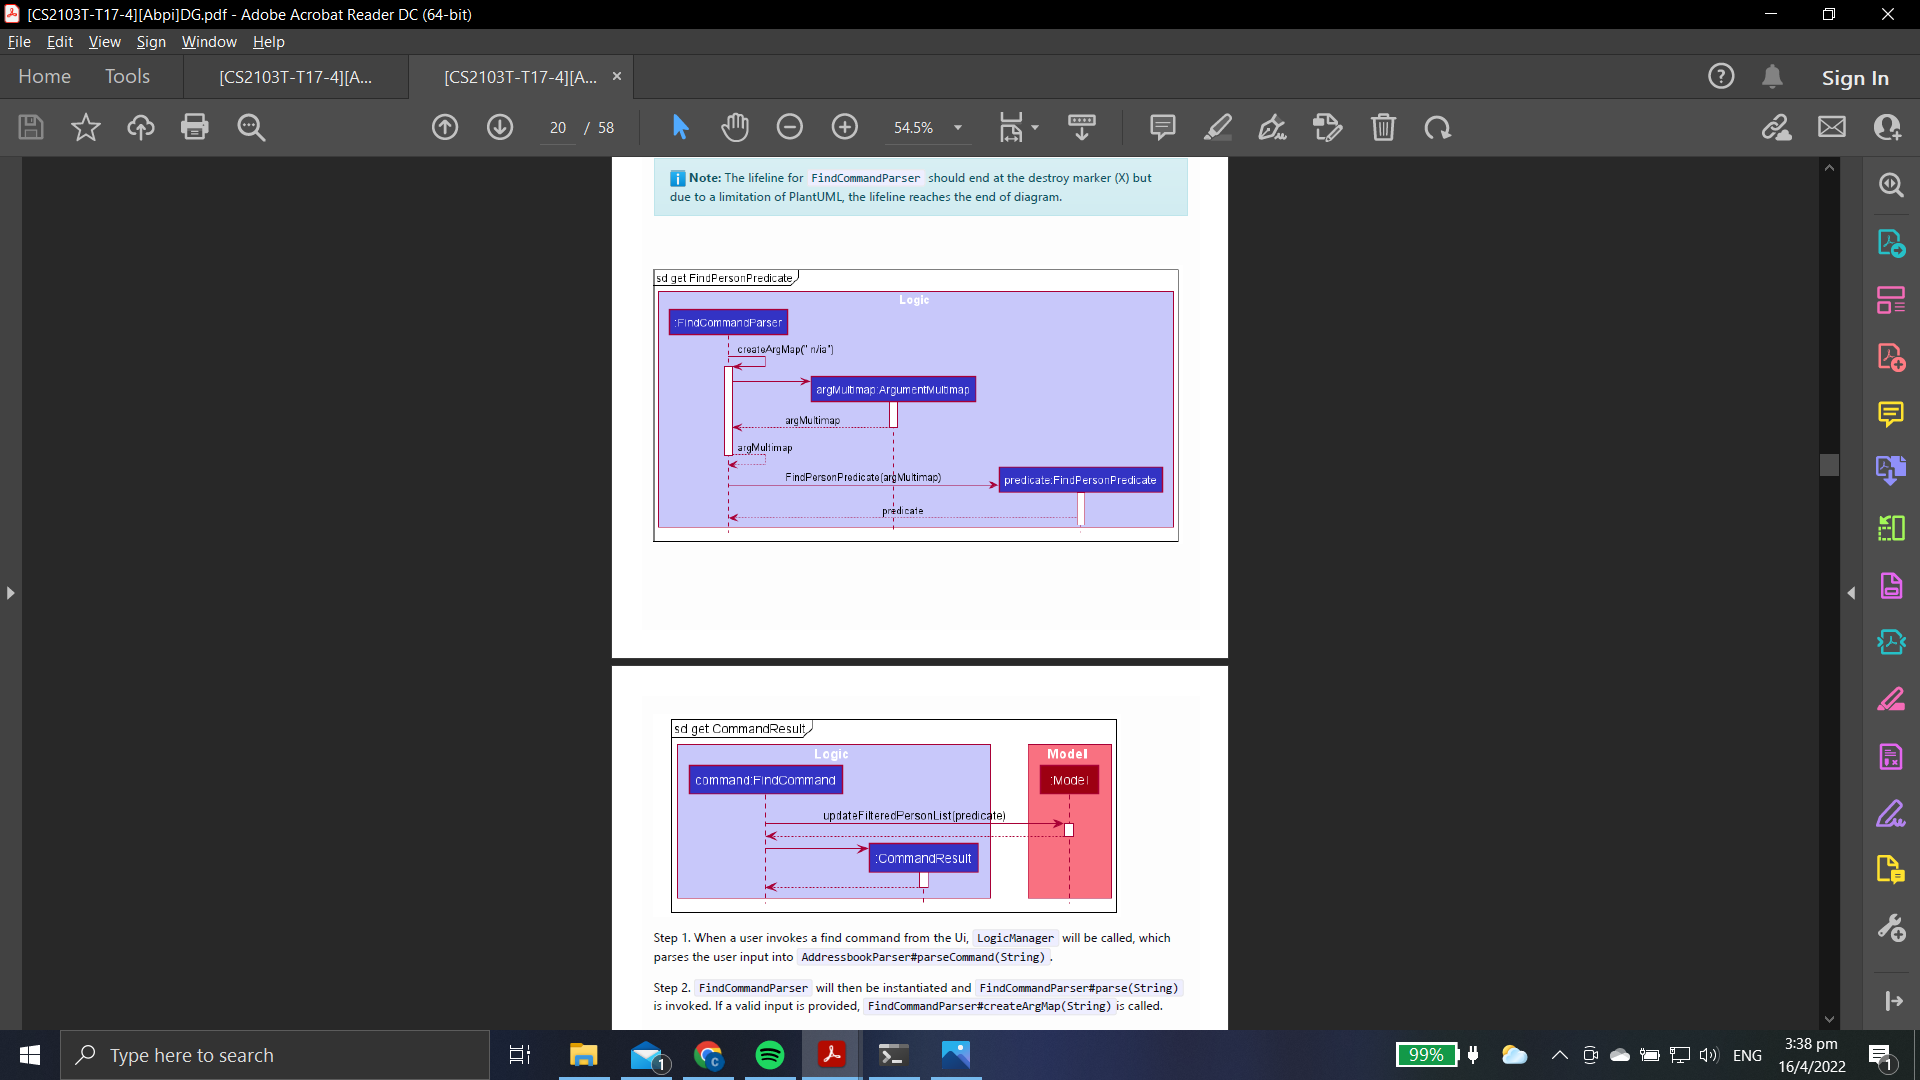 [CS2103T-T17-4][Abpi]DG.pdf - Adobe Acrobat Reader DC (64-bit)
File Edit View Sign Window Help
Home Tools [CS2103T-T17-4][A... [CS2103T-T17-4][A... × Sign In
20 / 58 54.5%
Note: The lifeline for FindCommandParser should end at the destroy marker (X) but
due to a limitation of PlantUML, the lifeline reaches the end of diagram.
sd get FindPersonPredicate
Logic
:FindCommandParser
createArgMap(" n/ia")
argMultimap:ArgumentMultimap
argMultimap
argMultimap
FindPersonPredicate(argMultimap)
predicate:FindPersonPredicate
predicate
sd get CommandResult
Logic
Model
command:FindCommand
:Model
updateFilteredPersonList(predicate)
:CommandResult
Step 1. When a user invokes a find command from the Ui, LogicManager will be called, which
parses the user input into AddressbookParser#parseCommand(String) .
Step 2. FindCommandParser will then be instantiated and FindCommandParser#parse(String)
is invoked. If a valid input is provided, FindCommandParser#createArgMap(String) is called.
Type here to search
1
99%
ENG
3:38 pm
16/4/2022
1